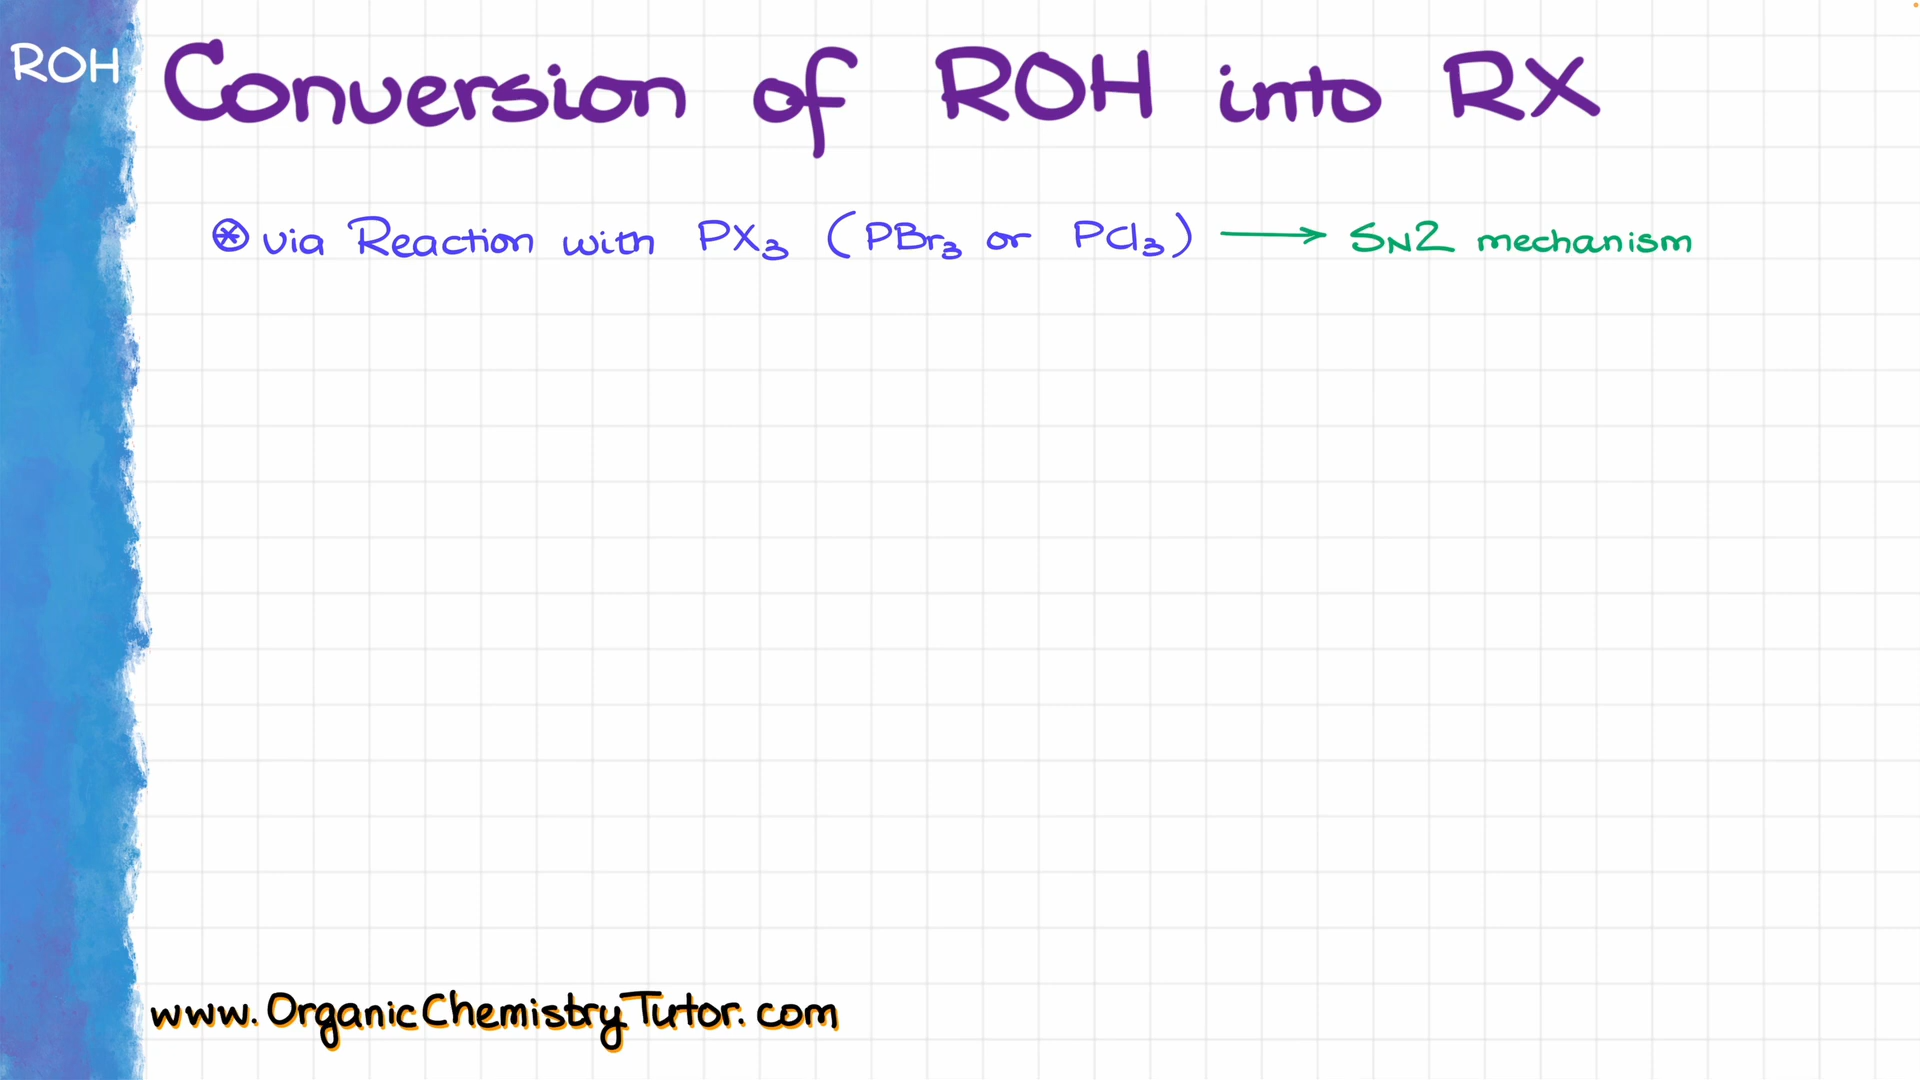 ROH
Conversion of ROH into RX
⊛ via Reaction with PX₃ (PBr₃ or PCl₃) ⟶ SN2 mechanism
www.OrganicChemistryTutor.com